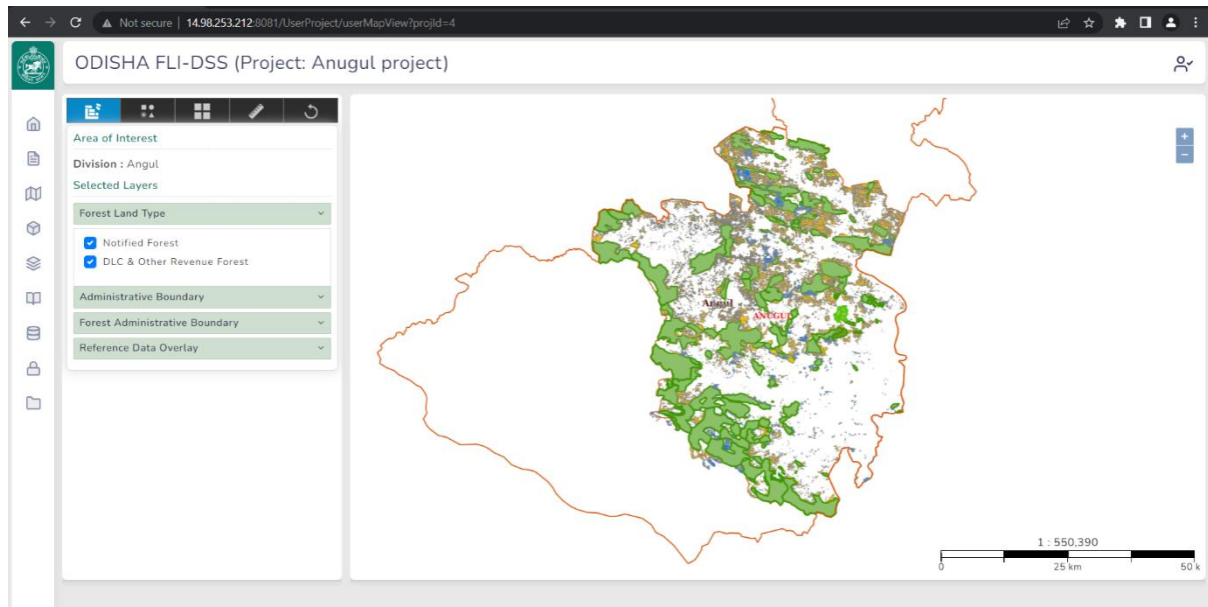 Not secure | 14.98.253.212:8081/UserProject/userMapView?projId=4
ODISHA FLI-DSS (Project: Anugul project)
Area of Interest
Division : Angul
Selected Layers
Forest Land Type
Notified Forest
DLC & Other Revenue Forest
Administrative Boundary
Forest Administrative Boundary
Reference Data Overlay
Angul
ANUGUL
+
−
1 : 550,390
0 25 km 50 k